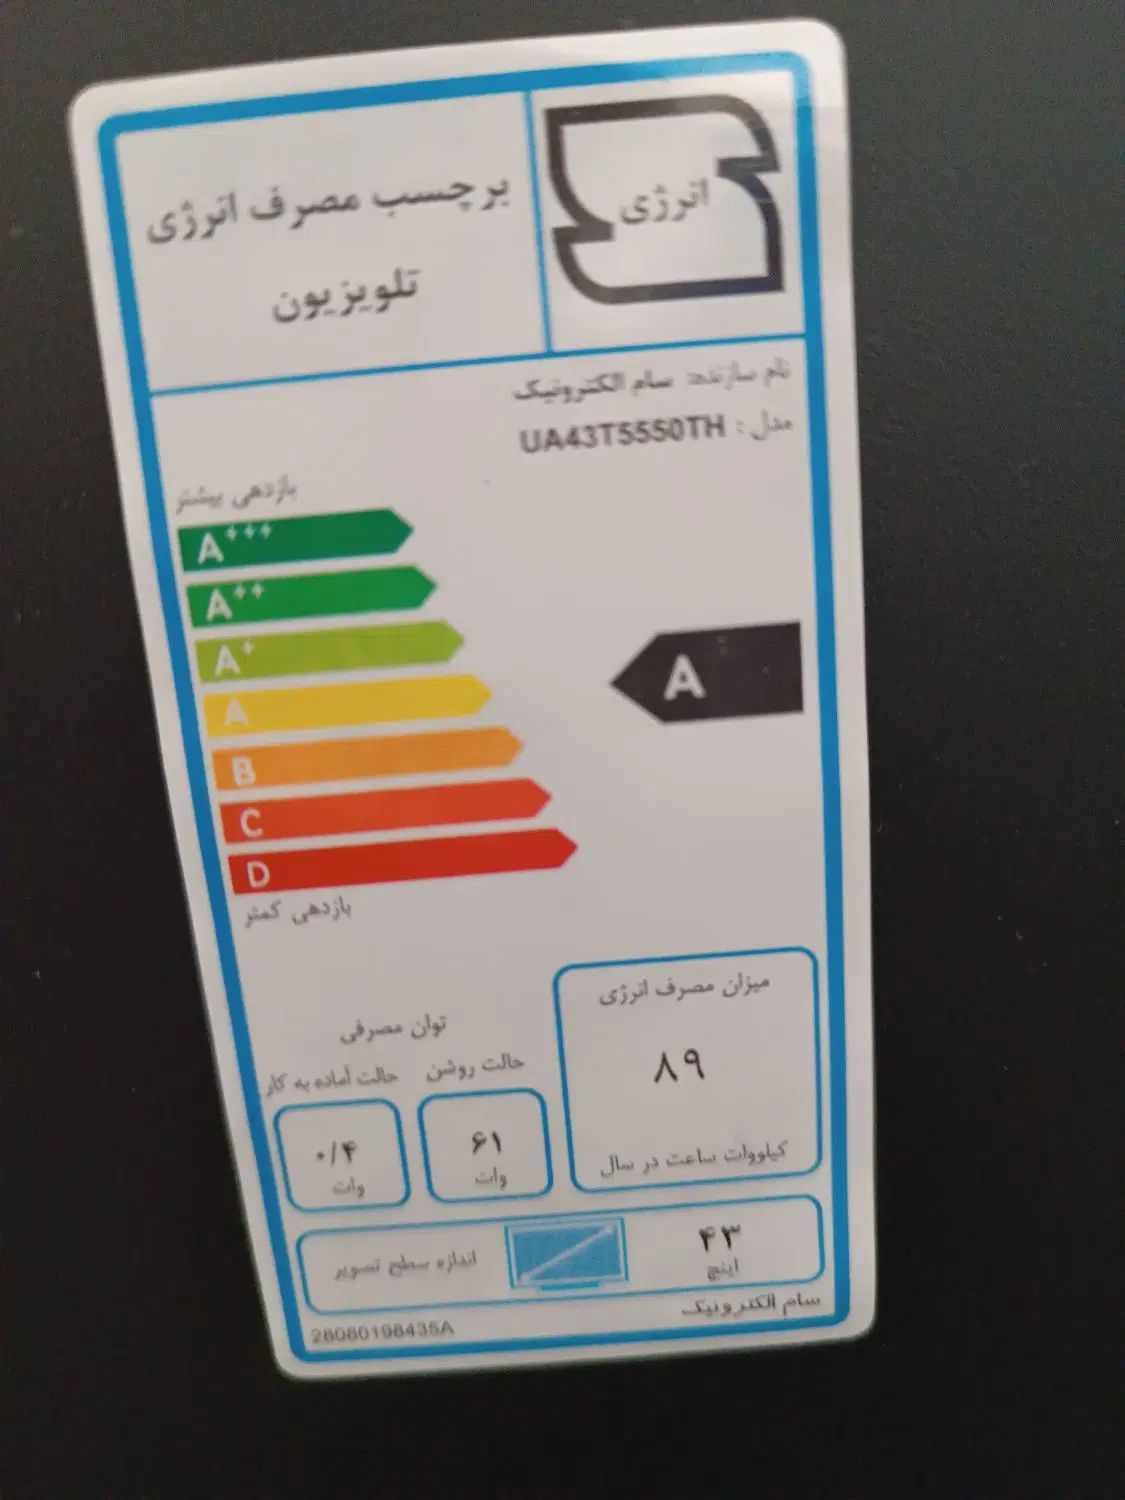 انرژی
برچسب مصرف انرژی
تلویزیون
نام سازنده: سام الکترونیک
مدل : UA43T5550TH
بازدهی بیشتر
A+++
A++
A+
A
B
C
D
A
بازدهی کمتر
میزان مصرف انرژی
۸۹
کیلووات ساعت در سال
توان مصرفی
حالت روشن
۶۱
وات
حالت آماده به کار
۰/۴
وات
۴۳
اینچ
اندازه سطح تصویر
سام الکترونیک
28080198435A